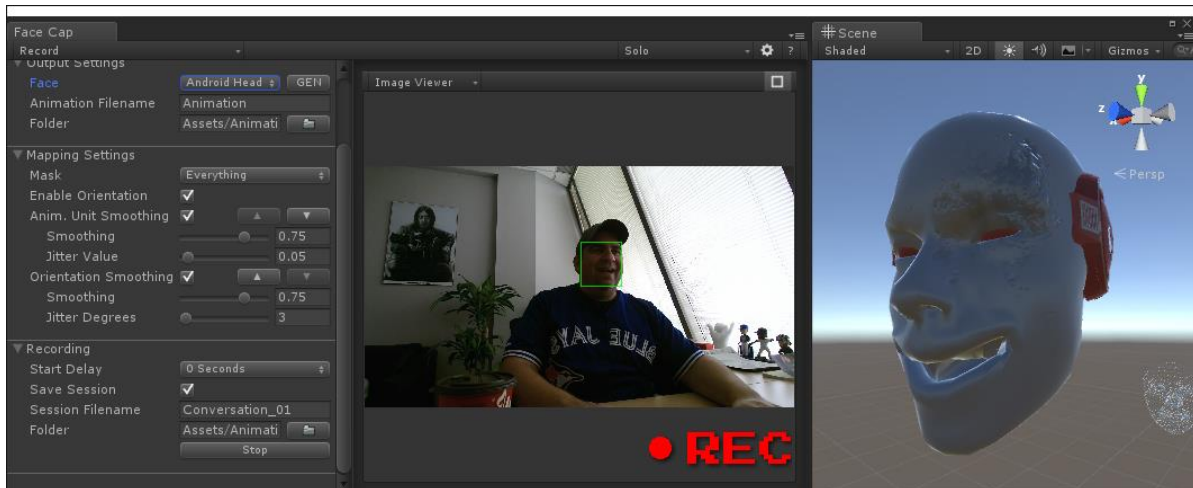 Face Cap
Record
Solo
?
Output Settings
Face Android Head GEN
Animation Filename Animation
Folder Assets/Animati
Mapping Settings
Mask Everything
Enable Orientation
Anim. Unit Smoothing
Smoothing 0.75
Jitter Value 0.05
Orientation Smoothing
Smoothing 0.75
Jitter Degrees 3
Recording
Start Delay 0 Seconds
Save Session
Session Filename Conversation_01
Folder Assets/Animati
Stop
Image Viewer
BLUE JAYS
REC
Scene
Shaded 2D Gizmos
y
z
Persp